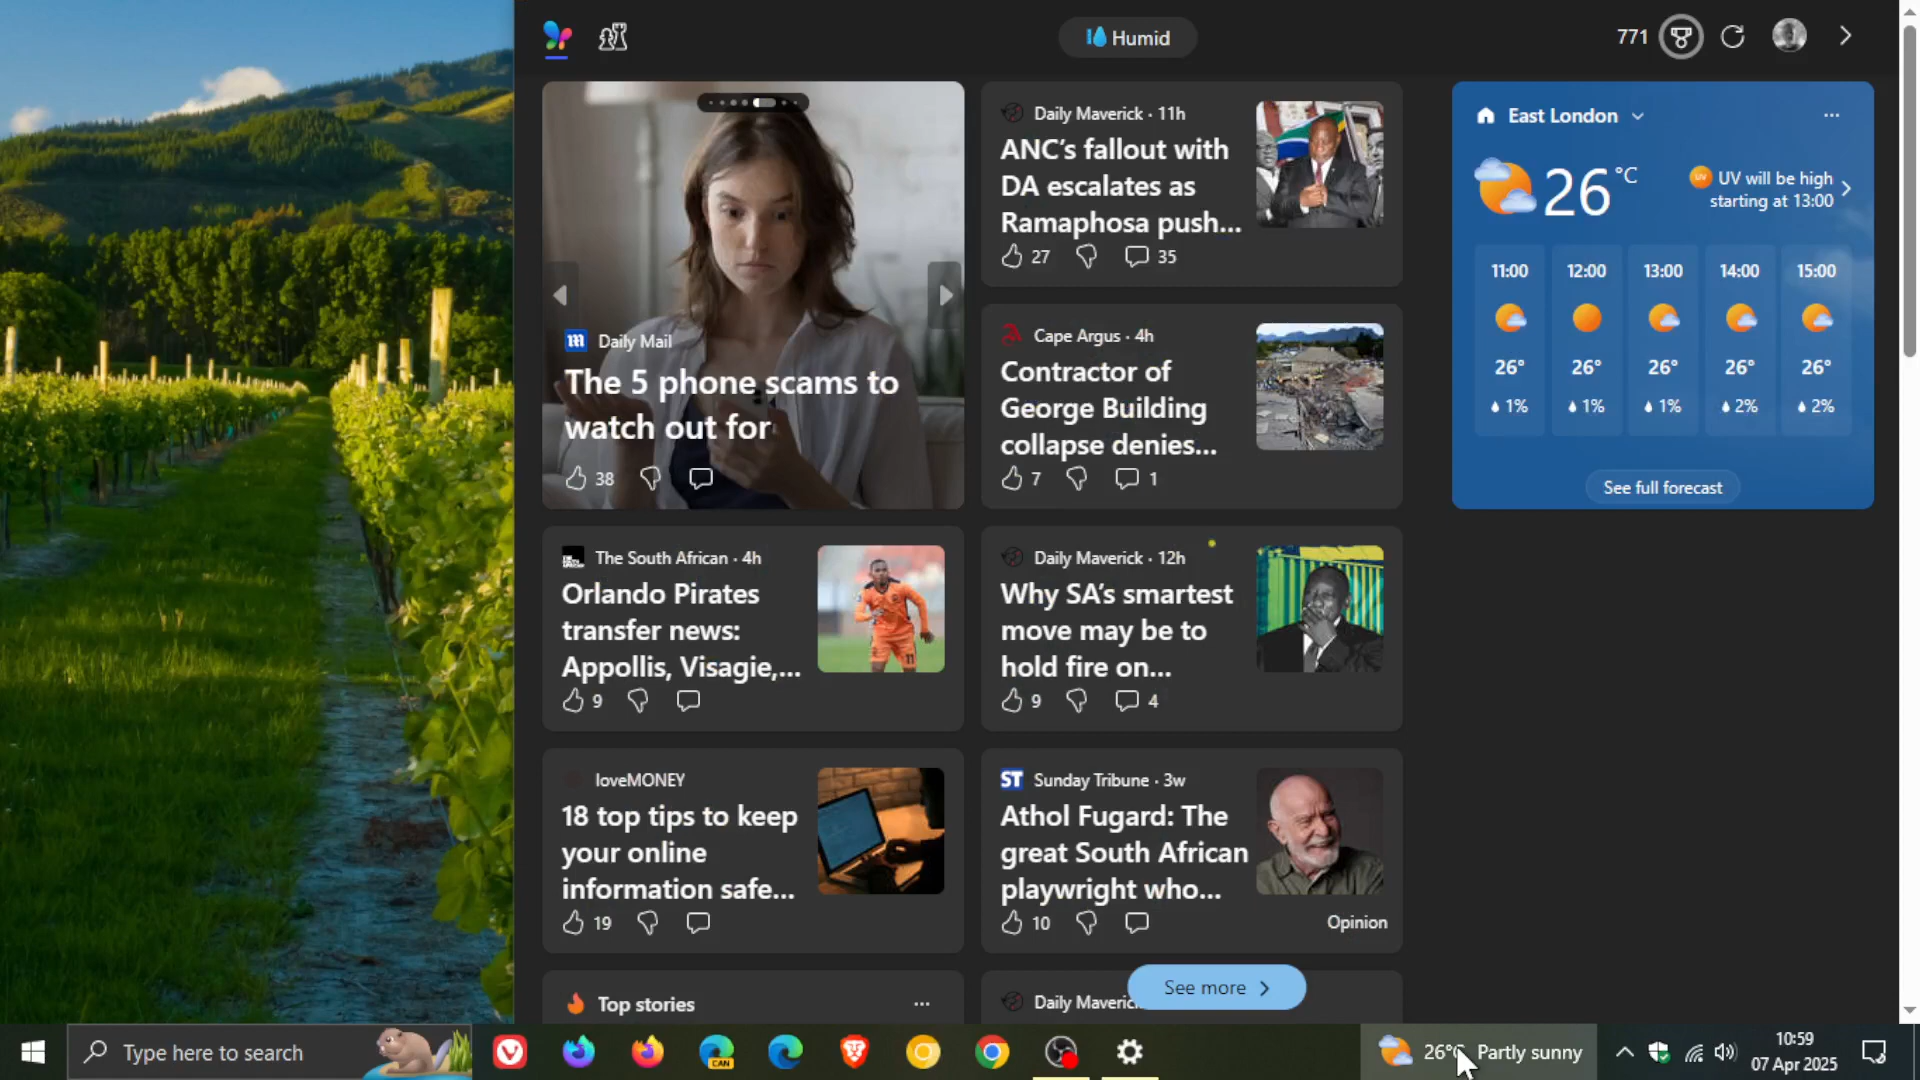 Humid
771
Daily Mail
The 5 phone scams to
watch out for
38
Daily Maverick · 11h
ANC's fallout with
DA escalates as
Ramaphosa push...
27
35
Cape Argus · 4h
Contractor of
George Building
collapse denies...
7
1
East London
26 °C
UV
UV will be high
starting at 13:00
11:00 12:00 13:00 14:00 15:00
26° 26° 26° 26° 26°
1% 1% 1% 2% 2%
See full forecast
The South African · 4h
Orlando Pirates
transfer news:
Appollis, Visagie,...
9
Daily Maverick · 12h
Why SA's smartest
move may be to
hold fire on...
9
4
loveMONEY
18 top tips to keep
your online
information safe...
19
ST Sunday Tribune · 3w
Athol Fugard: The
great South African
playwright who...
10
Opinion
Top stories
Daily Maveric
See more
Type here to search
CAN
26°C Partly sunny
10:59
07 Apr 2025